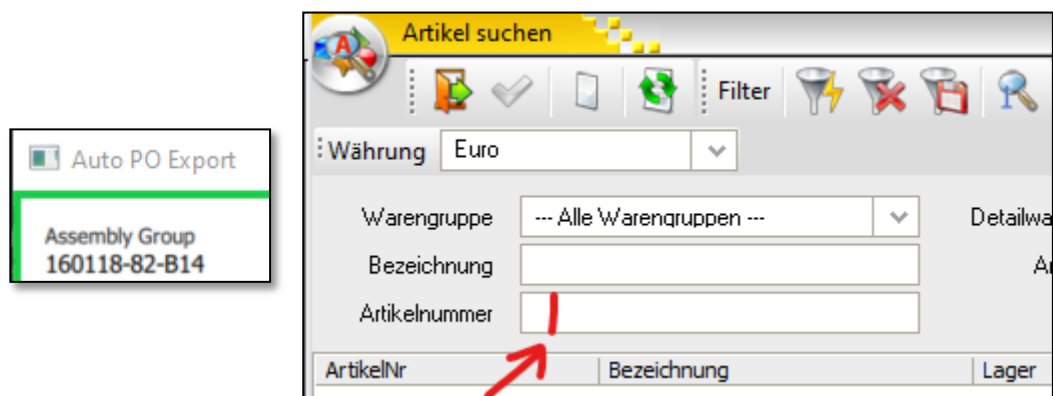 Auto PO Export
Assembly Group
160118-82-B14
Artikel suchen
Filter
Währung Euro
Warengruppe --- Alle Warengruppen ---
Bezeichnung
Artikelnummer
ArtikelNr Bezeichnung Lager